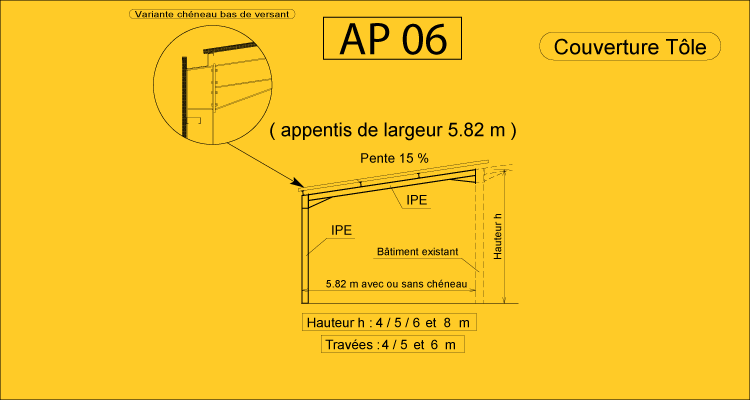 Variante chéneau bas de versant
AP 06
Couverture Tôle
( appentis de largeur 5.82 m )
Pente 15 %
IPE
IPE
Hauteur h
Bâtiment existant
5.82 m avec ou sans chéneau
Hauteur h : 4 / 5 / 6 et 8 m
Travées : 4 / 5 et 6 m